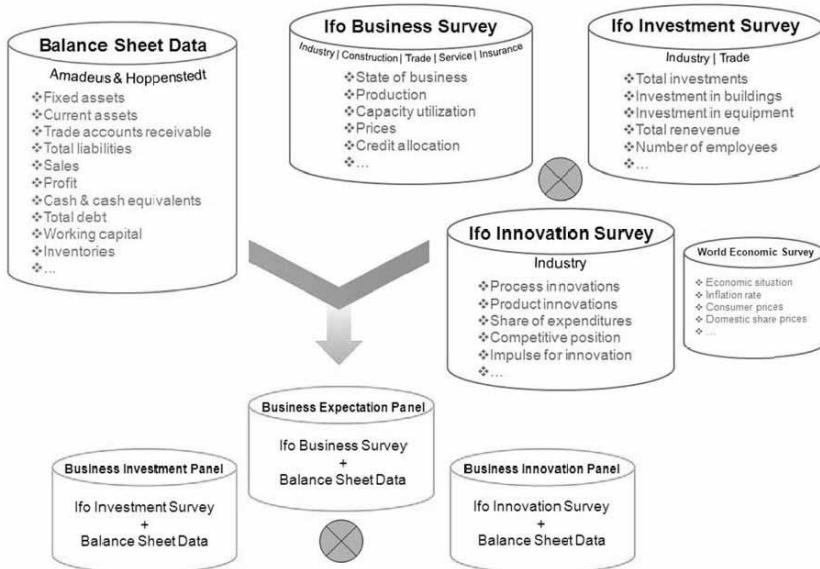 Balance Sheet Data
Amadeus & Hoppenstedt
❖Fixed assets
❖Current assets
❖Trade accounts receivable
❖Total liabilities
❖Sales
❖Profit
❖Cash & cash equivalents
❖Total debt
❖Working capital
❖Inventories
❖...
Ifo Business Survey
Industry | Construction | Trade | Service | Insurance
❖State of business
❖Production
❖Capacity utilization
❖Prices
❖Credit allocation
❖...
Ifo Investment Survey
Industry | Trade
❖Total investments
❖Investment in buildings
❖Investment in equipment
❖Total renevenue
❖Number of employees
❖...
Ifo Innovation Survey
Industry
❖Process innovations
❖Product innovations
❖Share of expenditures
❖Competitive position
❖Impulse for innovation
❖...
World Economic Survey
❖ Economic situation
❖ Inflation rate
❖ Consumer prices
❖ Domestic share prices
❖ ...
Business Expectation Panel
Ifo Business Survey
+
Balance Sheet Data
Business Investment Panel
Ifo Investment Survey
+
Balance Sheet Data
Business Innovation Panel
Ifo Innovation Survey
+
Balance Sheet Data